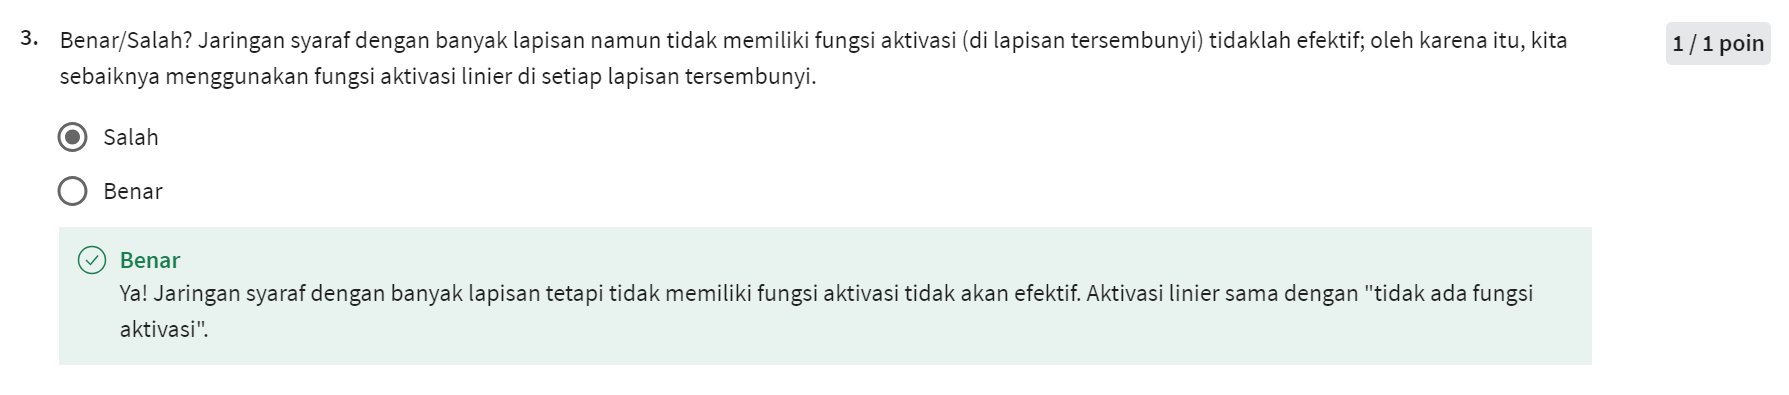 3. Benar/Salah? Jaringan syaraf dengan banyak lapisan namun tidak memiliki fungsi aktivasi (di lapisan tersembunyi) tidaklah efektif; oleh karena itu, kita
sebaiknya menggunakan fungsi aktivasi linier di setiap lapisan tersembunyi.
1 / 1 poin
Salah
Benar
Benar
Ya! Jaringan syaraf dengan banyak lapisan tetapi tidak memiliki fungsi aktivasi tidak akan efektif. Aktivasi linier sama dengan "tidak ada fungsi
aktivasi".